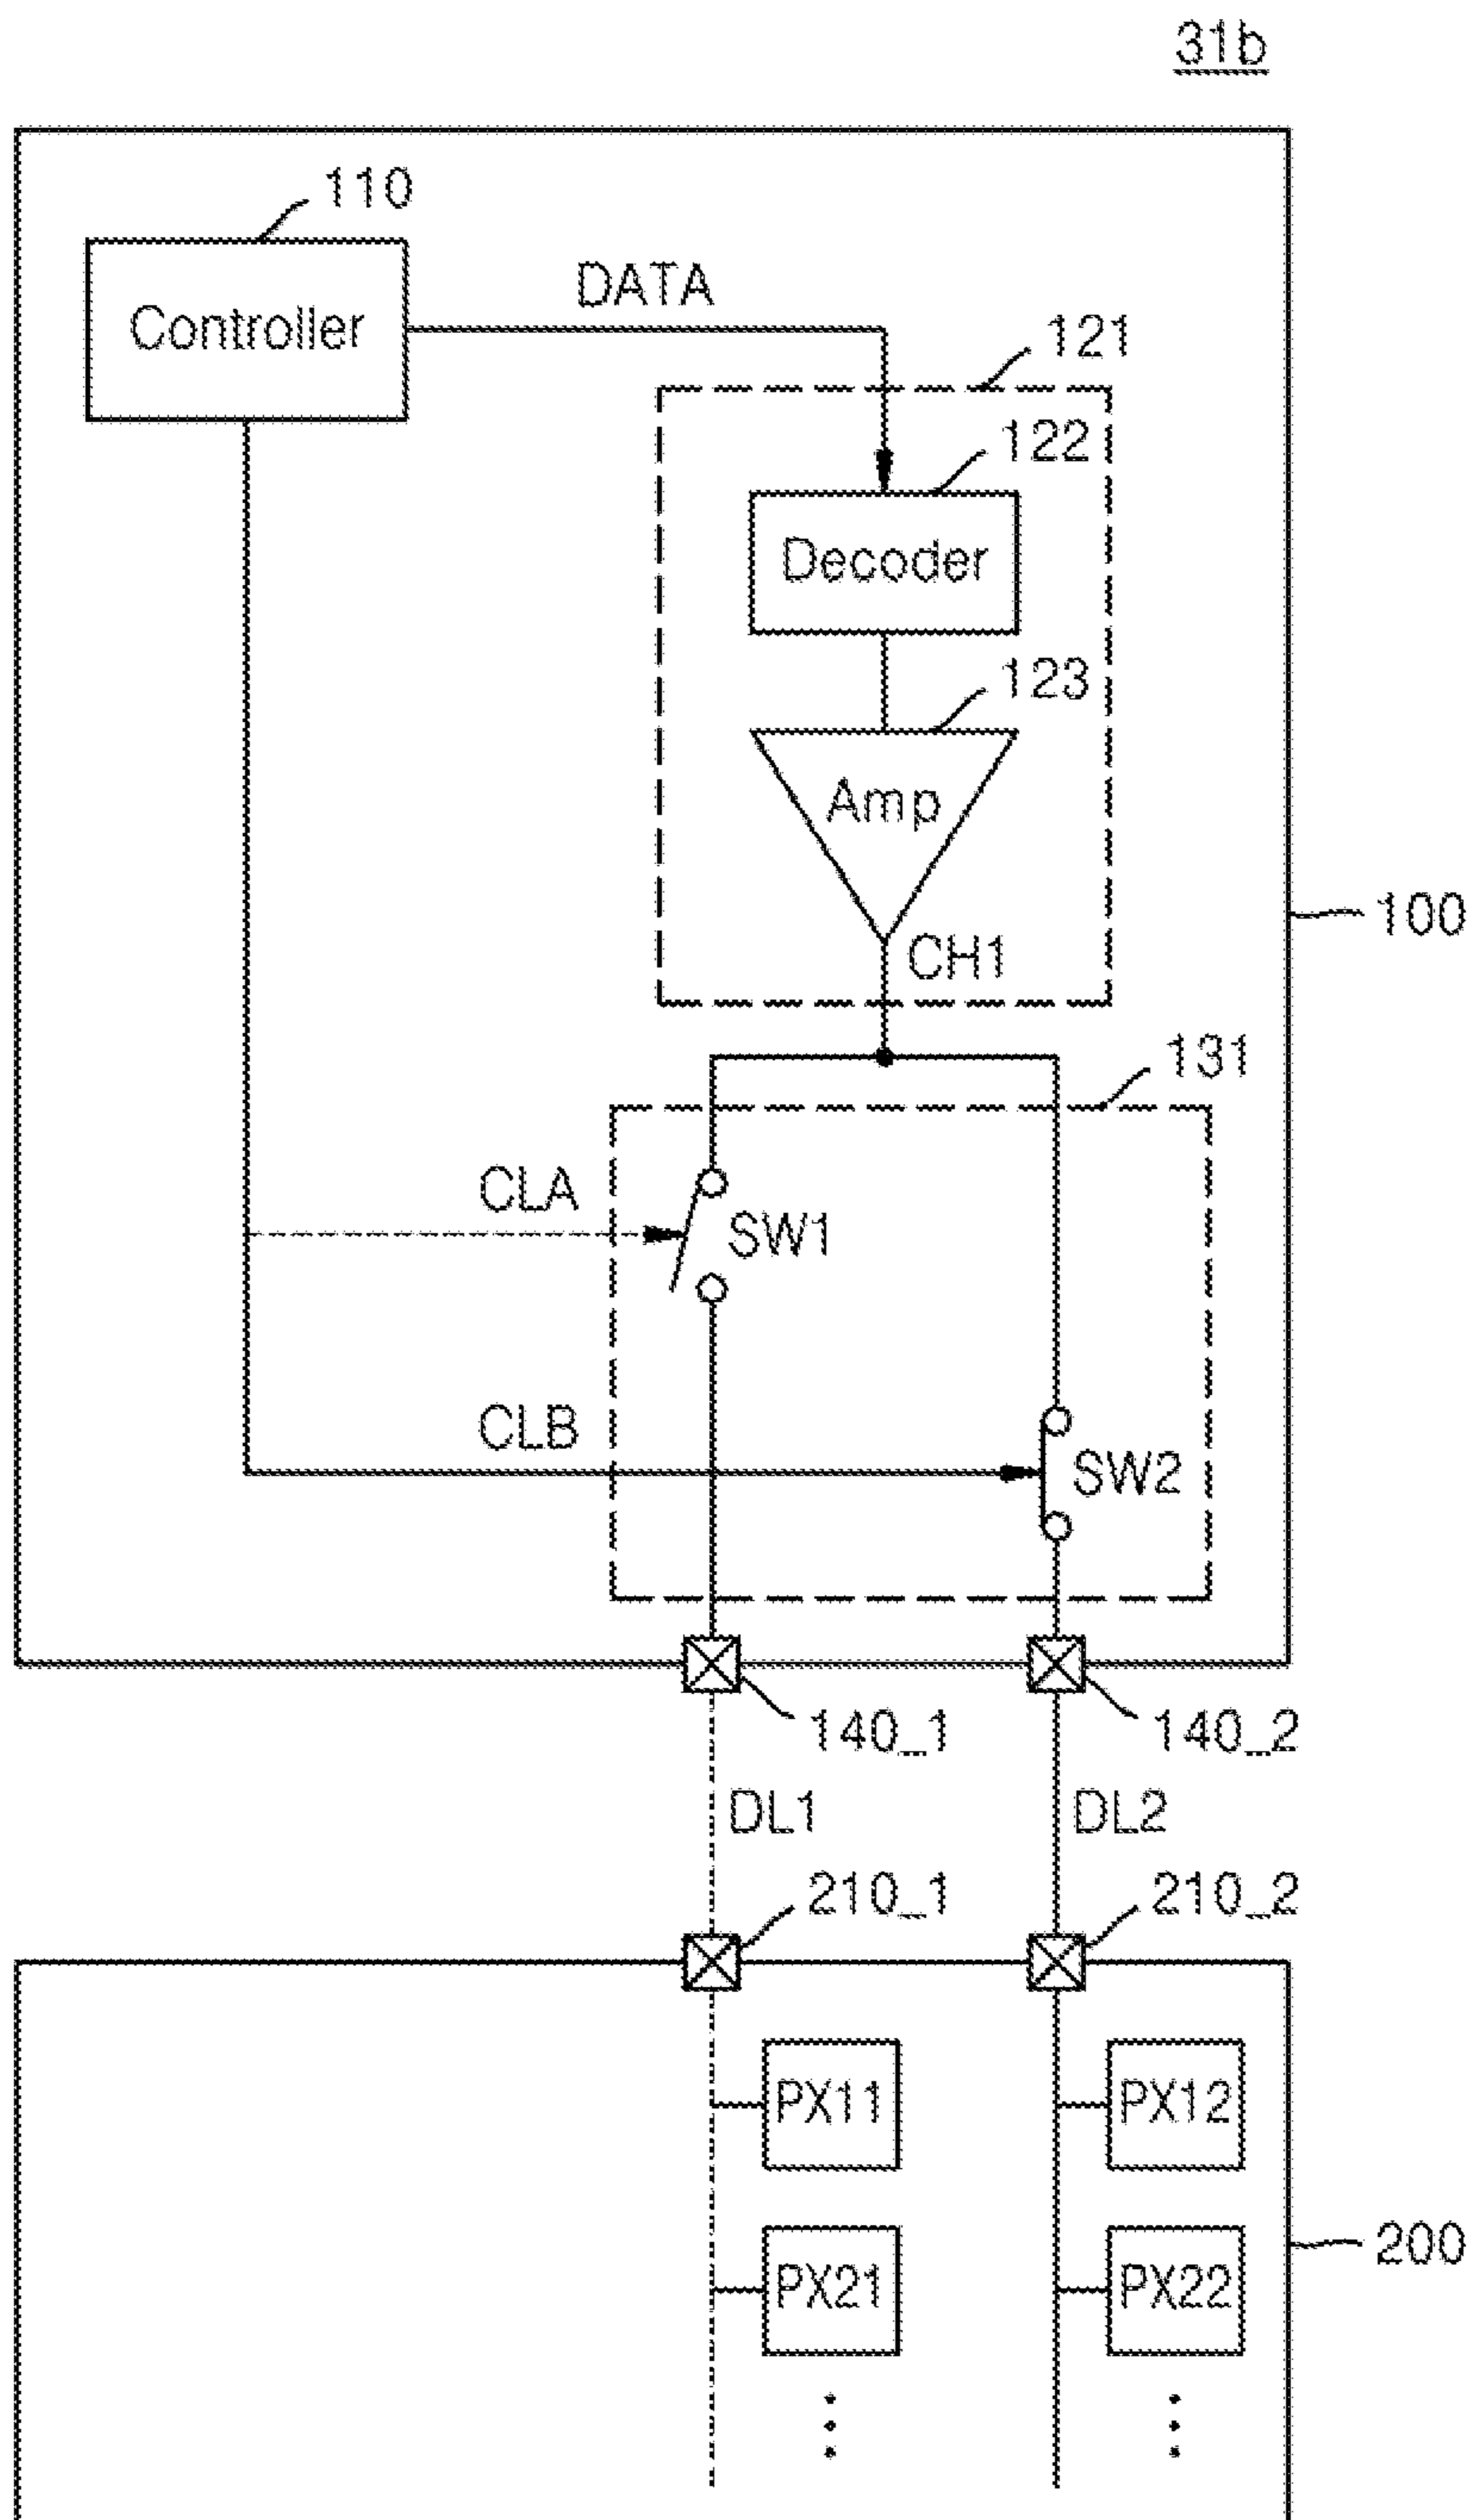 31b
110
Controller
DATA
121
122
Decoder
123
Amp
100
CH1
131
CLA
SW1
CLB
SW2
140_1
140_2
DL1
DL2
210_1
210_2
PX11
PX12
PX21
PX22
200